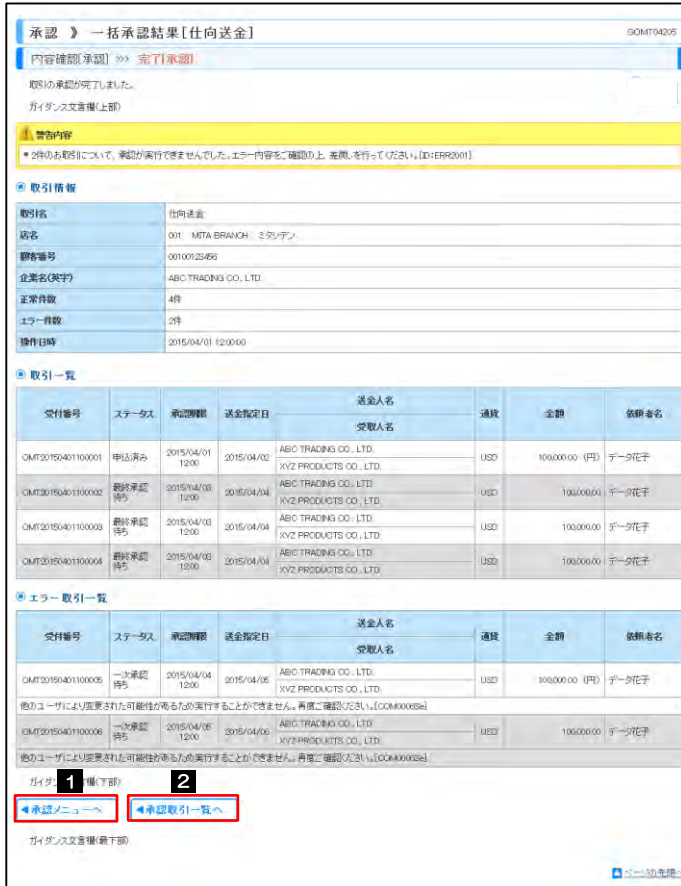 承認 》 一括承認結果[仕向送金] GOMT04205
内容確認[承認] >>> 完了[承認]
取引の承認が完了しました。
ガイダンス文言欄(上部)
警告内容
● 2件のお取引について、承認が実行できませんでした。エラー内容をご確認の上、差戻しを行ってください。[ID:ERR2001]
取引情報
取引名 仕向送金
店名 001 MITA BRANCH ミタシテン
顧客番号 00100123456
企業名(英字) ABC TRADING CO., LTD.
正常件数 4件
エラー件数 2件
操作日時 2015/04/01 12:00:00
取引一覧
受付番号 ステータス 承認期限 送金指定日 送金人名 受取人名 通貨 金額 依頼者名
OMT20150401100001 申込済み 2015/04/01 12:00 2015/04/02 ABC TRADING CO., LTD. XYZ PRODUCTS CO., LTD. USD 100,000.00 (円) データ花子
OMT20150401100002 最終承認待ち 2015/04/03 12:00 2015/04/04 ABC TRADING CO., LTD. XYZ PRODUCTS CO., LTD. USD 100,000.00 データ花子
OMT20150401100003 最終承認待ち 2015/04/03 12:00 2015/04/04 ABC TRADING CO., LTD. XYZ PRODUCTS CO., LTD. USD 100,000.00 データ花子
OMT20150401100004 最終承認待ち 2015/04/03 12:00 2015/04/04 ABC TRADING CO., LTD. XYZ PRODUCTS CO., LTD. USD 100,000.00 データ花子
エラー取引一覧
受付番号 ステータス 承認期限 送金指定日 送金人名 受取人名 通貨 金額 依頼者名
OMT20150401100005 一次承認待ち 2015/04/04 12:00 2015/04/05 ABC TRADING CO., LTD. XYZ PRODUCTS CO., LTD. USD 100,000.00 (円) データ花子
他のユーザにより変更された可能性があるため実行することができません。再度ご確認ください。
OMT20150401100006 一次承認待ち 2015/04/05 12:00 2015/04/06 ABC TRADING CO., LTD. XYZ PRODUCTS CO., LTD. USD 100,000.00 データ花子
他のユーザにより変更された可能性があるため実行することができません。再度ご確認ください。
ガイダンス文言欄(下部)
1 2
◀承認メニューへ ◀承認取引一覧へ
ガイダンス文言欄(最下部)
ページの先頭へ